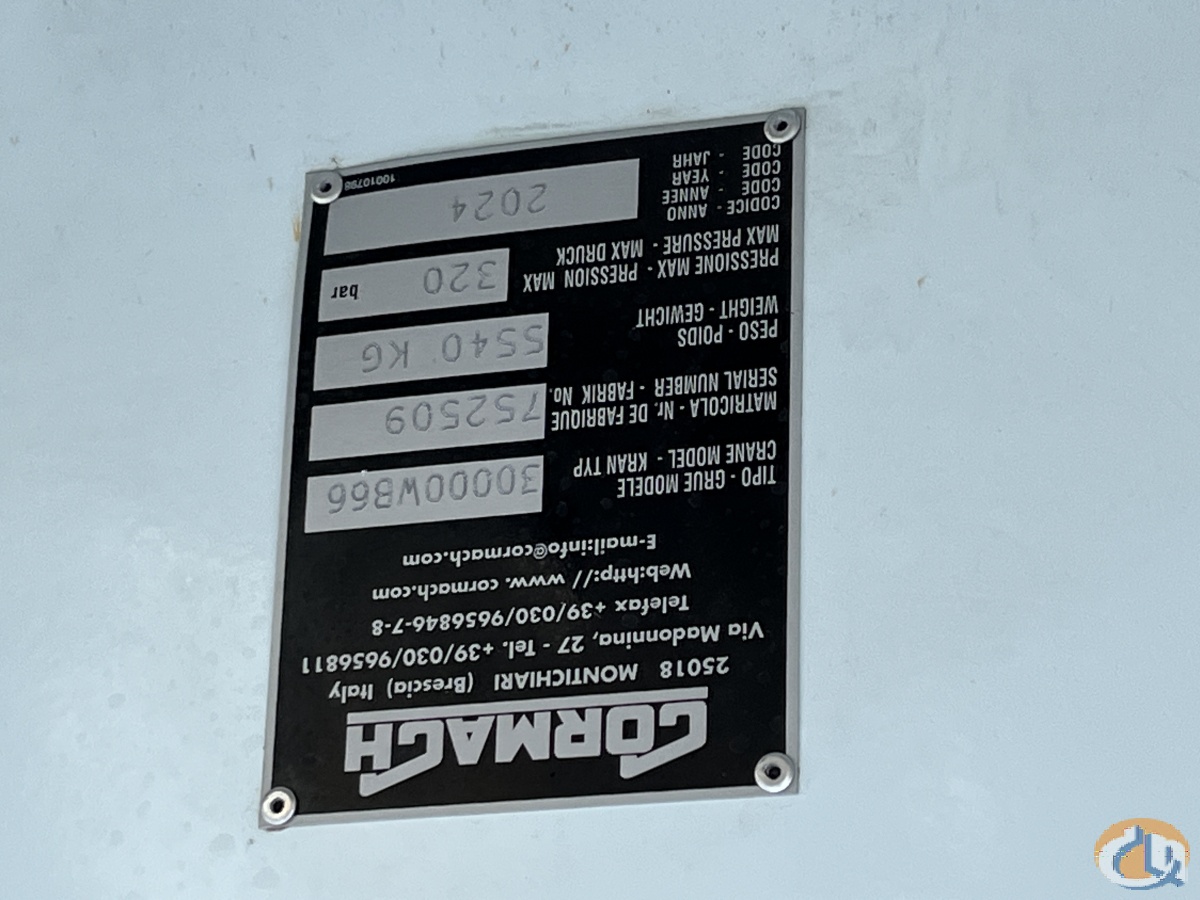 CORMACH
25018 MONTICHIARI (Brescia) Italy
Via Madonnina, 27 - Tel. +39/030/9656811
Telefax +39/030/9656846-7-8
Web:http:// www. cormach.com
E-mail:info@cormach.com
TIPO - GRUE MODELE
CRANE MODEL - KRAN TYP
30000WB66
MATRICOLA - Nr. DE FABRIQUE
SERIAL NUMBER - FABRIK No.
752509
PESO - POIDS
WEIGHT - GEWICHT
5540 KG
PRESSIONE MAX - PRESSION MAX
MAX PRESSURE - MAX DRUCK
320 bar
CODICE - ANNO
CODE - ANNEE
CODE - YEAR
CODE - JAHR
2024
10010798